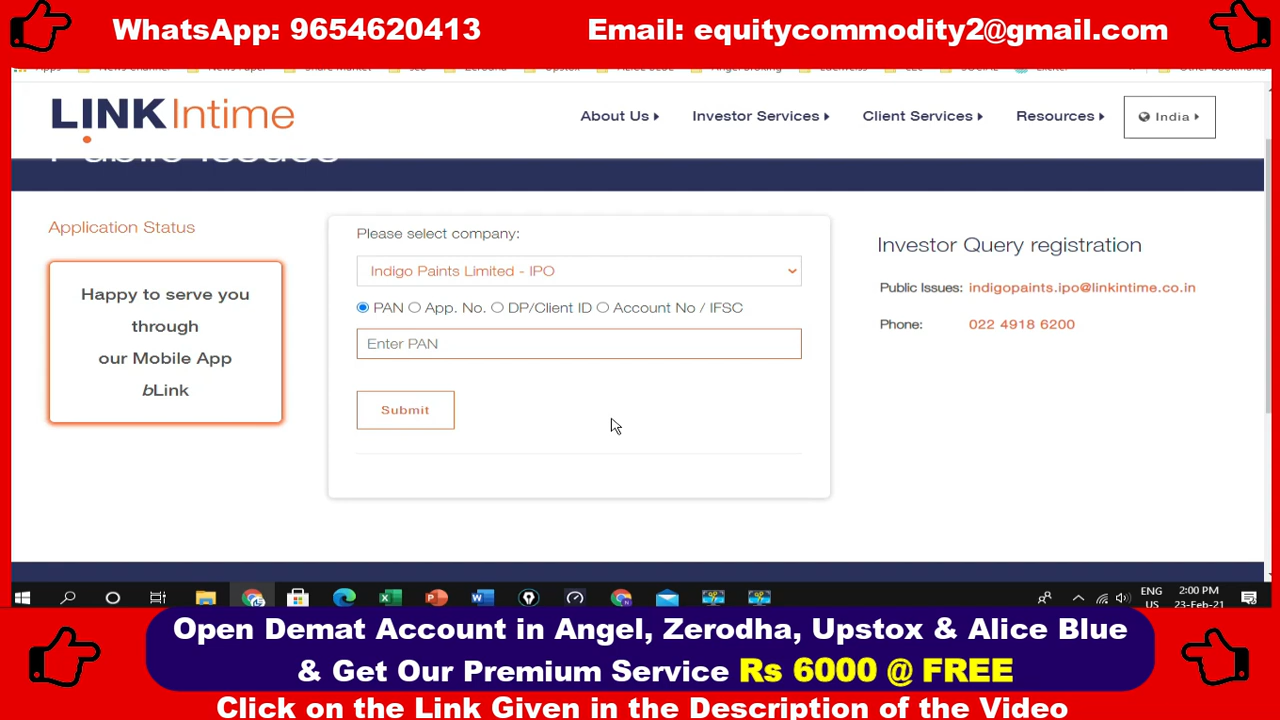 WhatsApp: 9654620413
Email: equitycommodity2@gmail.com
LINKIntime
About Us
Investor Services
Client Services
Resources
India
Public Issues
Application Status
Happy to serve you
through
our Mobile App
bLink
Please select company:
Indigo Paints Limited - IPO
PAN App. No. DP/Client ID Account No / IFSC
Enter PAN
Submit
Investor Query registration
Public Issues: indigopaints.ipo@linkintime.co.in
Phone: 022 4918 6200
ENG
US
2:00 PM
23-Feb-21
Open Demat Account in Angel, Zerodha, Upstox & Alice Blue
& Get Our Premium Service Rs 6000 @ FREE
Click on the Link Given in the Description of the Video